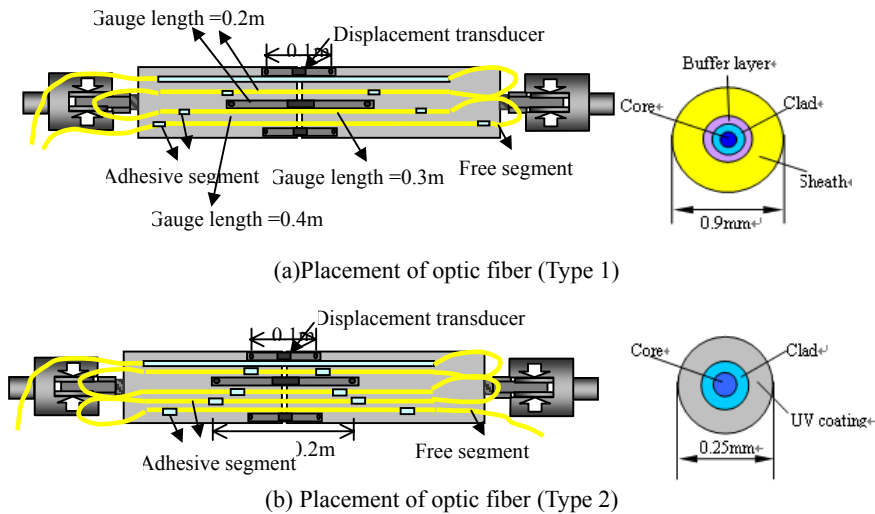 Gauge length =0.2m
0.1m
Displacement transducer
Adhesive segment
Gauge length =0.3m
Free segment
Gauge length =0.4m
Buffer layer
Core
Clad
Sheath
0.9mm
(a)Placement of optic fiber (Type 1)
Displacement transducer
0.1m
Adhesive segment
0.2m
Free segment
Core
Clad
UV coating
0.25mm
(b) Placement of optic fiber (Type 2)